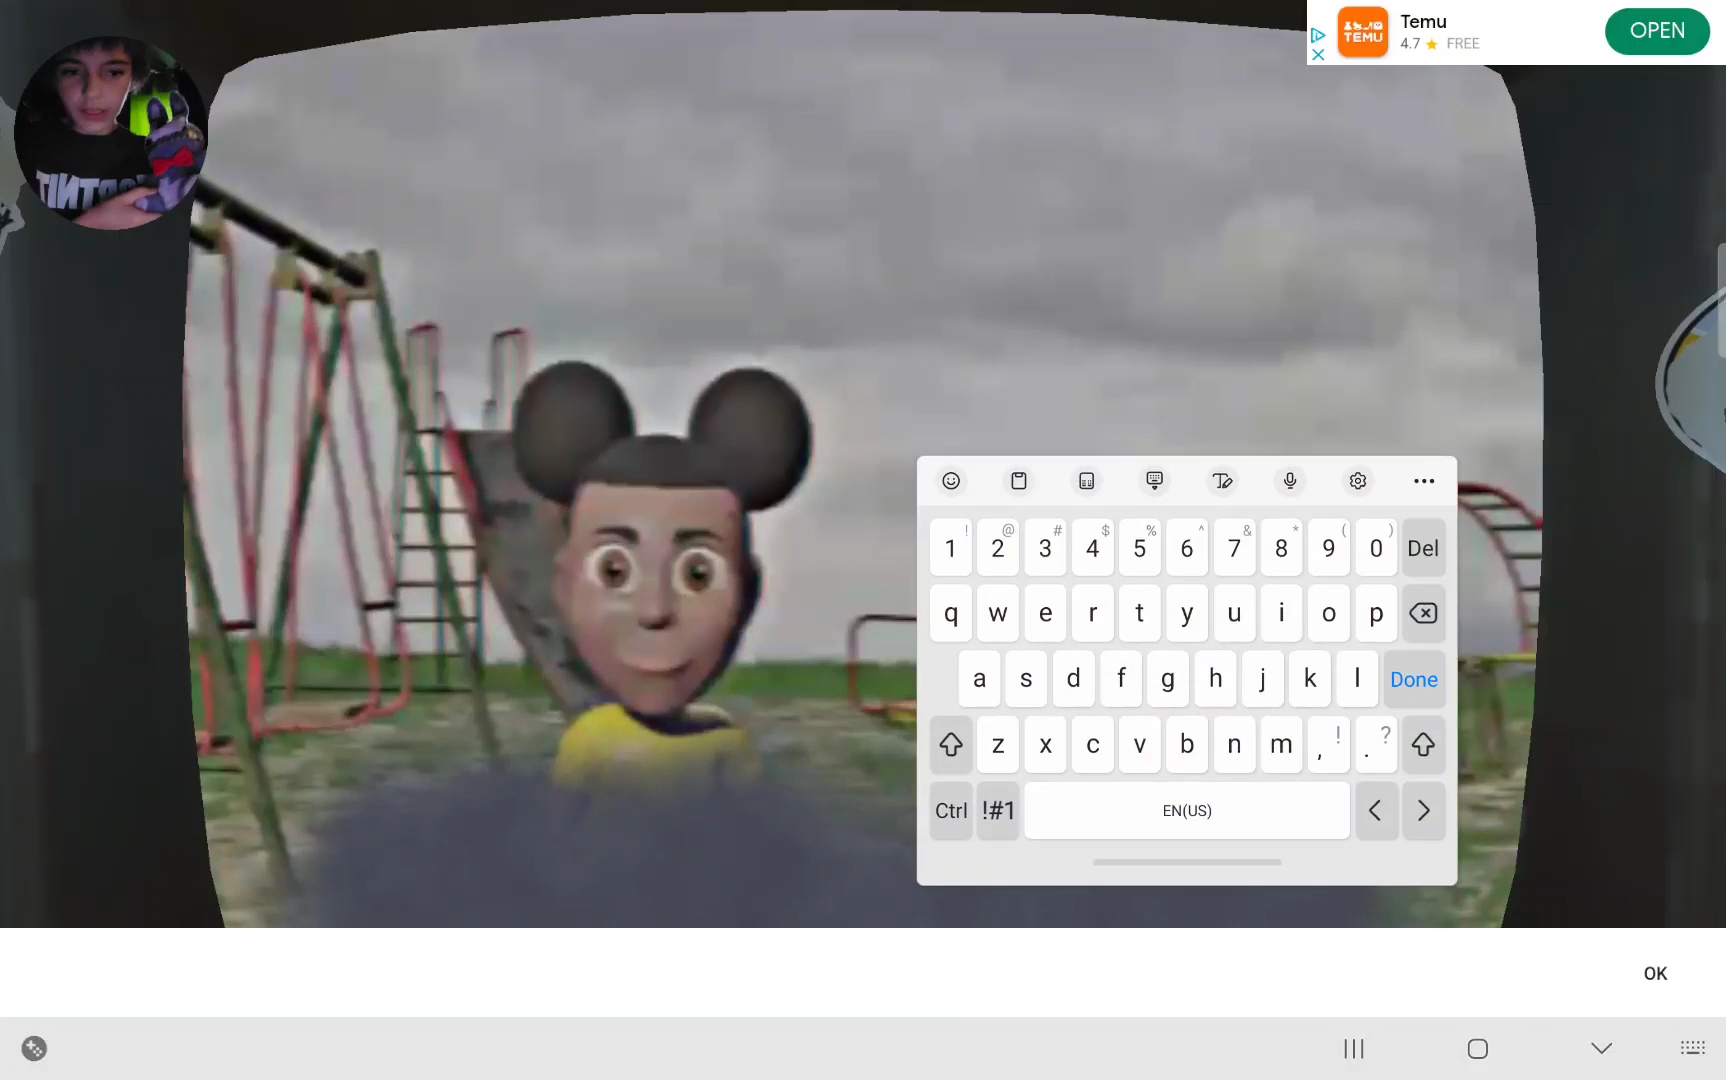 Temu
4.7 ★ FREE
OPEN
TEMU
1 ! 2 @ 3 # 4 $ 5 % 6 ^ 7 & 8 * 9 ( 0 ) Del
q w e r t y u i o p
a s d f g h j k l Done
z x c v b n m , ! . ?
Ctrl !#1 EN(US) < >
OK